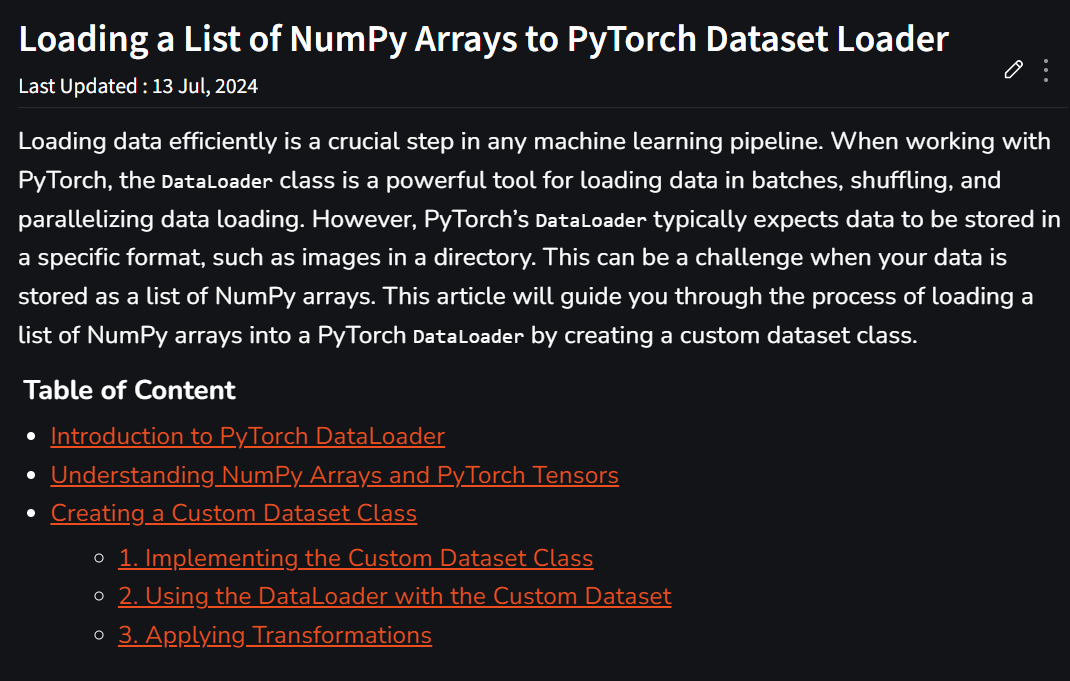 Loading a List of NumPy Arrays to PyTorch Dataset Loader
Last Updated : 13 Jul, 2024
Loading data efficiently is a crucial step in any machine learning pipeline. When working with
PyTorch, the DataLoader class is a powerful tool for loading data in batches, shuffling, and
parallelizing data loading. However, PyTorch’s DataLoader typically expects data to be stored in
a specific format, such as images in a directory. This can be a challenge when your data is
stored as a list of NumPy arrays. This article will guide you through the process of loading a
list of NumPy arrays into a PyTorch DataLoader by creating a custom dataset class.
Table of Content
Introduction to PyTorch DataLoader
Understanding NumPy Arrays and PyTorch Tensors
Creating a Custom Dataset Class
1. Implementing the Custom Dataset Class
2. Using the DataLoader with the Custom Dataset
3. Applying Transformations